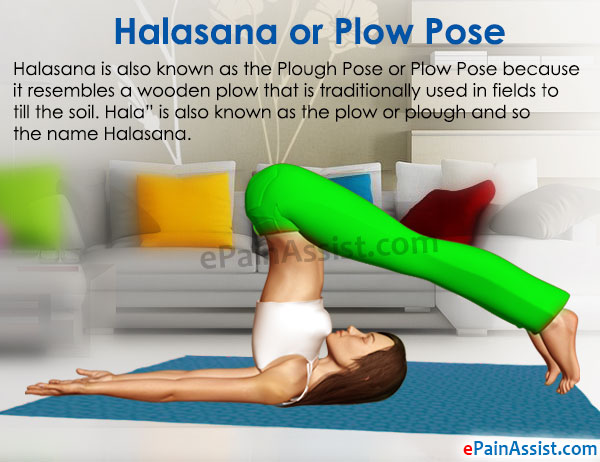 Halasana or Plow Pose
Halasana is also known as the Plough Pose or Plow Pose because
it resembles a wooden plow that is traditionally used in fields to
till the soil. Hala” is also known as the plow or plough and so
the name Halasana.
ePainAssist.com
ePainAssist.com